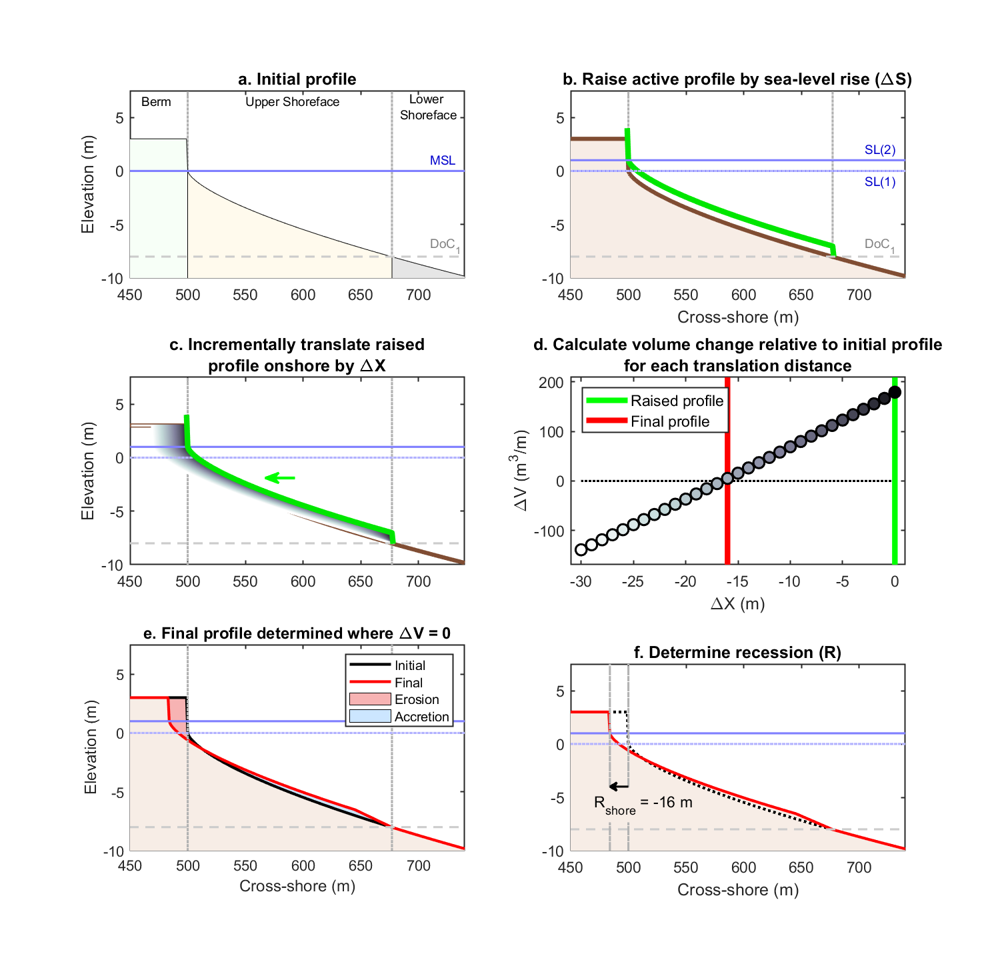 a. Initial profile
Berm
Upper Shoreface
Lower
Shoreface
MSL
DoC1
Elevation (m)
5
0
-5
-10
450 500 550 600 650 700
b. Raise active profile by sea-level rise (ΔS)
SL(2)
SL(1)
DoC1
5
0
-5
-10
450 500 550 600 650 700
Cross-shore (m)
c. Incrementally translate raised
profile onshore by ΔX
Elevation (m)
5
0
-5
-10
450 500 550 600 650 700
d. Calculate volume change relative to initial profile
for each translation distance
Raised profile
Final profile
ΔV (m3/m)
200
100
0
-100
-30 -25 -20 -15 -10 -5 0
ΔX (m)
e. Final profile determined where ΔV = 0
Initial
Final
Erosion
Accretion
Elevation (m)
5
0
-5
-10
450 500 550 600 650 700
Cross-shore (m)
f. Determine recession (R)
Rshore = -16 m
5
0
-5
-10
450 500 550 600 650 700
Cross-shore (m)